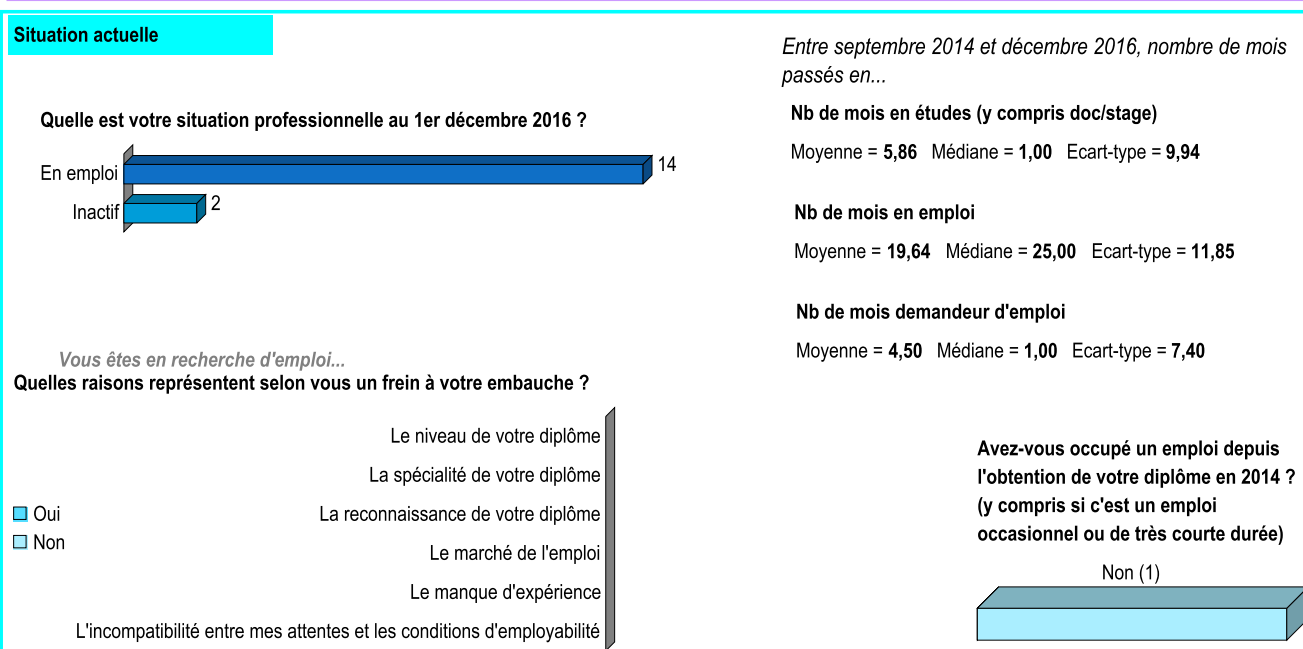 Situation actuelle
Quelle est votre situation professionnelle au 1er décembre 2016 ?
En emploi
14
Inactif
2
Vous êtes en recherche d'emploi...
Quelles raisons représentent selon vous un frein à votre embauche ?
Le niveau de votre diplôme
La spécialité de votre diplôme
La reconnaissance de votre diplôme
Le marché de l'emploi
Le manque d'expérience
L'incompatibilité entre mes attentes et les conditions d'employabilité
Oui
Non
Entre septembre 2014 et décembre 2016, nombre de mois
passés en...
Nb de mois en études (y compris doc/stage)
Moyenne = 5,86 Médiane = 1,00 Ecart-type = 9,94
Nb de mois en emploi
Moyenne = 19,64 Médiane = 25,00 Ecart-type = 11,85
Nb de mois demandeur d'emploi
Moyenne = 4,50 Médiane = 1,00 Ecart-type = 7,40
Avez-vous occupé un emploi depuis
l'obtention de votre diplôme en 2014 ?
(y compris si c'est un emploi
occasionnel ou de très courte durée)
Non (1)